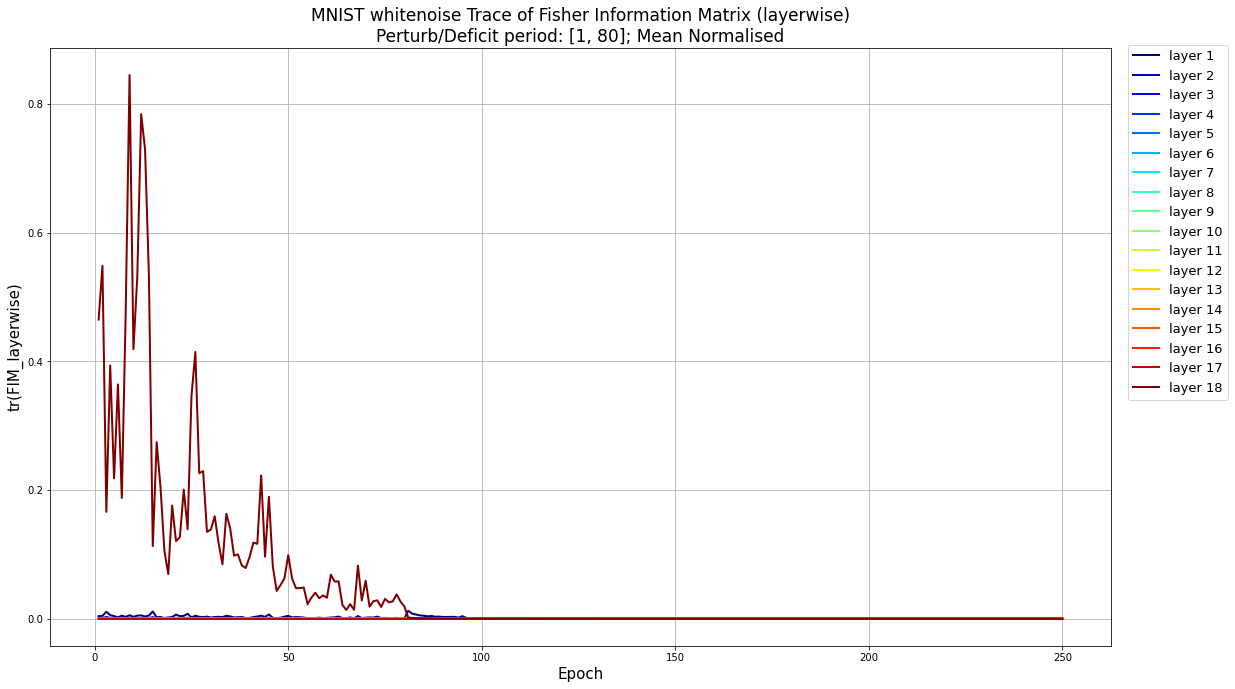 MNIST whitenoise Trace of Fisher Information Matrix (layerwise)
Perturb/Deficit period: [1, 80]; Mean Normalised
tr(FIM_layerwise)
0.8
0.6
0.4
0.2
0.0
0
50
100
150
200
250
Epoch
layer 1
layer 2
layer 3
layer 4
layer 5
layer 6
layer 7
layer 8
layer 9
layer 10
layer 11
layer 12
layer 13
layer 14
layer 15
layer 16
layer 17
layer 18